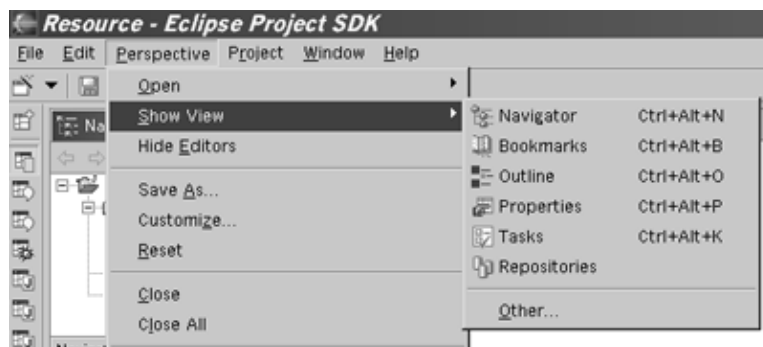 Resource - Eclipse Project SDK
File Edit Perspective Project Window Help
Open
Show View
Hide Editors
Save As...
Customize...
Reset
Close
Close All
Na
Navigator Ctrl+Alt+N
Bookmarks Ctrl+Alt+B
Outline Ctrl+Alt+O
Properties Ctrl+Alt+P
Tasks Ctrl+Alt+K
Repositories
Other...